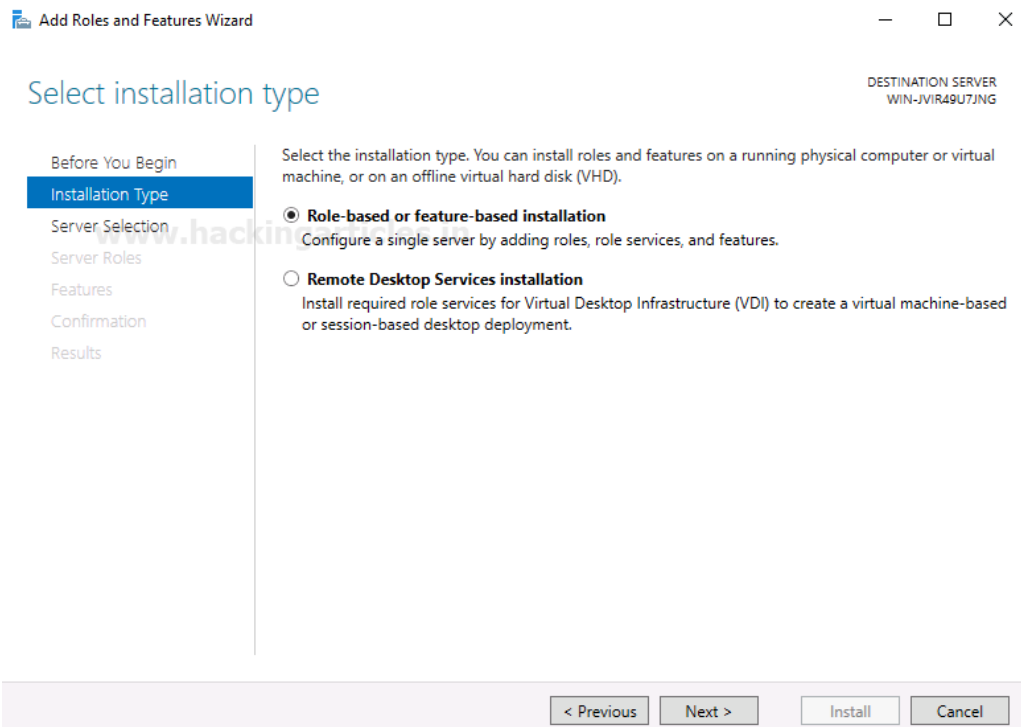 Add Roles and Features Wizard
Select installation type
DESTINATION SERVER
WIN-JVIR49U7JNG
Before You Begin
Installation Type
Server Selection
Server Roles
Features
Confirmation
Results
Select the installation type. You can install roles and features on a running physical computer or virtual
machine, or on an offline virtual hard disk (VHD).
Role-based or feature-based installation
Configure a single server by adding roles, role services, and features.
Remote Desktop Services installation
Install required role services for Virtual Desktop Infrastructure (VDI) to create a virtual machine-based
or session-based desktop deployment.
www.hackingarticles.in
< Previous
Next >
Install
Cancel